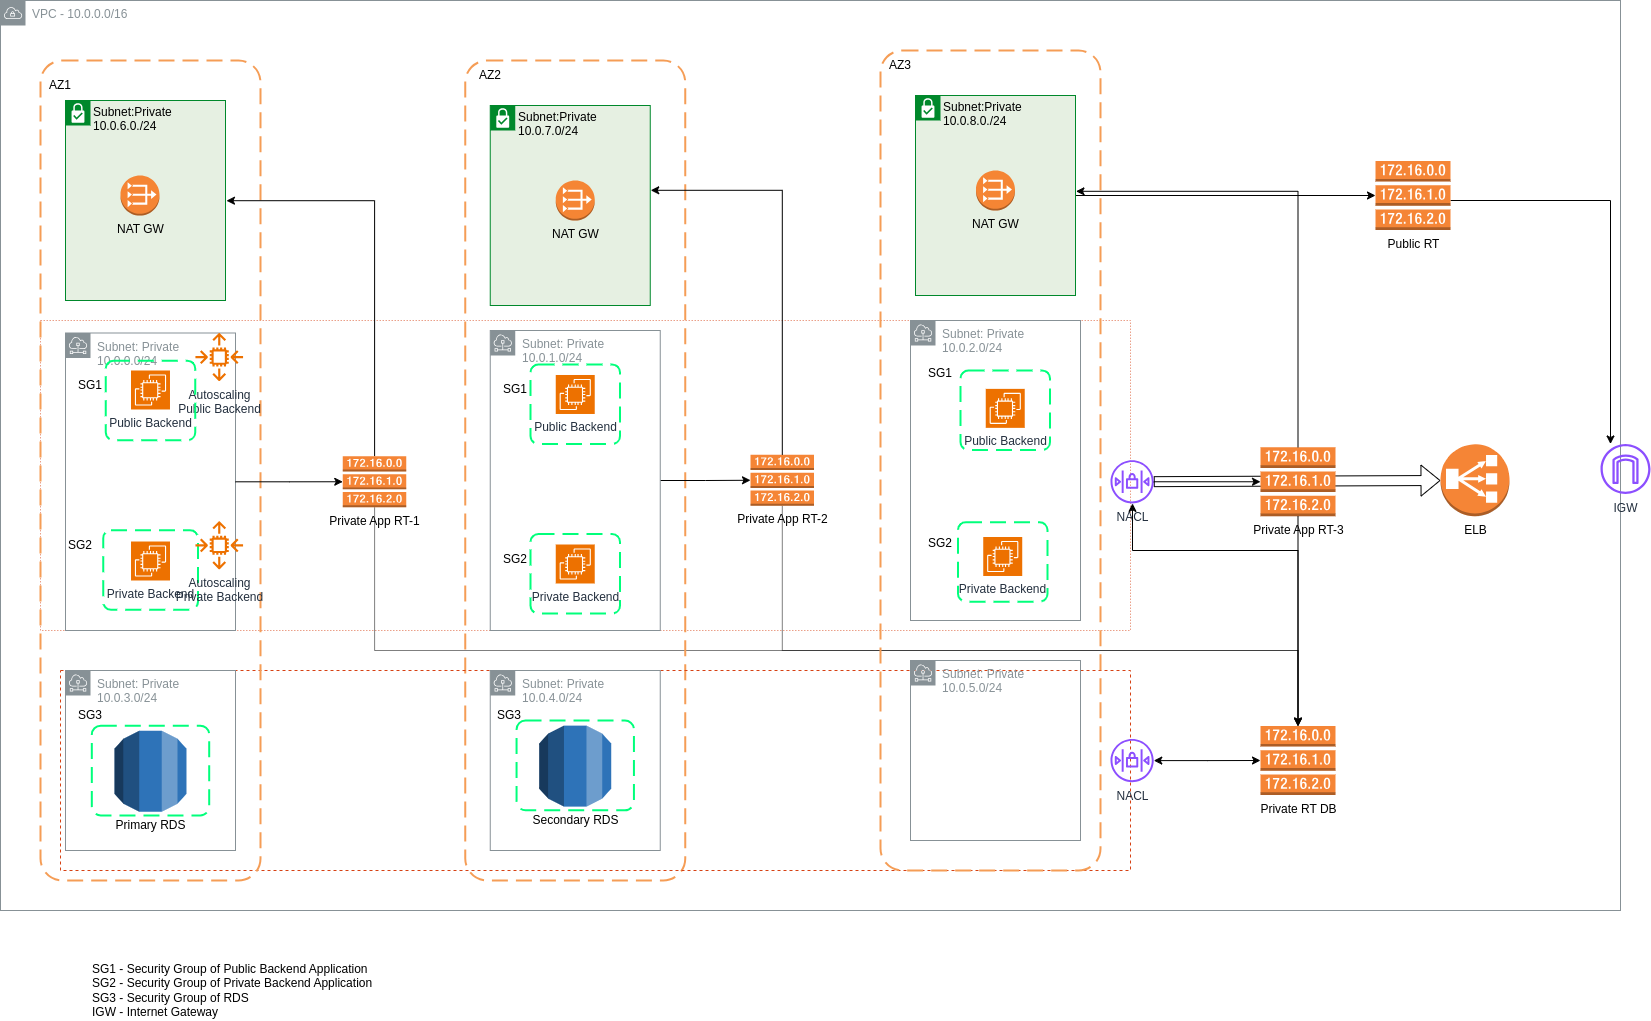 VPC - 10.0.0.0/16
AZ1
Subnet:Private
10.0.6.0./24
NAT GW
AZ2
Subnet:Private
10.0.7.0/24
NAT GW
AZ3
Subnet:Private
10.0.8.0./24
NAT GW
172.16.0.0
172.16.1.0
172.16.2.0
Public RT
Subnet: Private
10.0.0.0/24
SG1
Public Backend
Autoscaling
Public Backend
SG2
Private Backend
Autoscaling
Private Backend
172.16.0.0
172.16.1.0
172.16.2.0
Private App RT-1
Subnet: Private
10.0.1.0/24
SG1
Public Backend
SG2
Private Backend
172.16.0.0
172.16.1.0
172.16.2.0
Private App RT-2
Subnet: Private
10.0.2.0/24
SG1
Public Backend
SG2
Private Backend
NACL
172.16.0.0
172.16.1.0
172.16.2.0
Private App RT-3
ELB
IGW
Subnet: Private
10.0.3.0/24
SG3
Primary RDS
Subnet: Private
10.0.4.0/24
SG3
Secondary RDS
Subnet: Private
10.0.5.0/24
NACL
172.16.0.0
172.16.1.0
172.16.2.0
Private RT DB
SG1 - Security Group of Public Backend Application
SG2 - Security Group of Private Backend Application
SG3 - Security Group of RDS
IGW - Internet Gateway